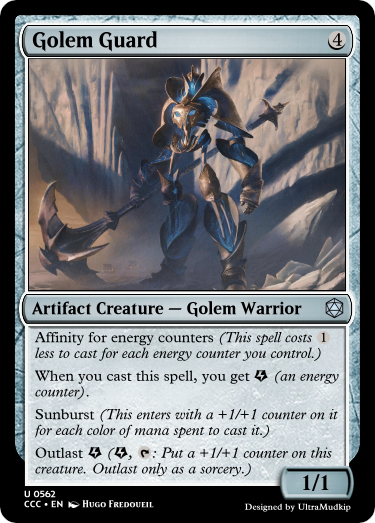 Golem Guard 4
Artifact Creature — Golem Warrior
Affinity for energy counters (This spell costs 1
less to cast for each energy counter you control.)
When you cast this spell, you get (an energy
counter).
Sunburst (This enters with a +1/+1 counter on it
for each color of mana spent to cast it.)
Outlast ( , : Put a +1/+1 counter on this
creature. Outlast only as a sorcery.)
1/1
U 0562
CCC • EN Hugo Fredoueil
Designed by UltraMudkip